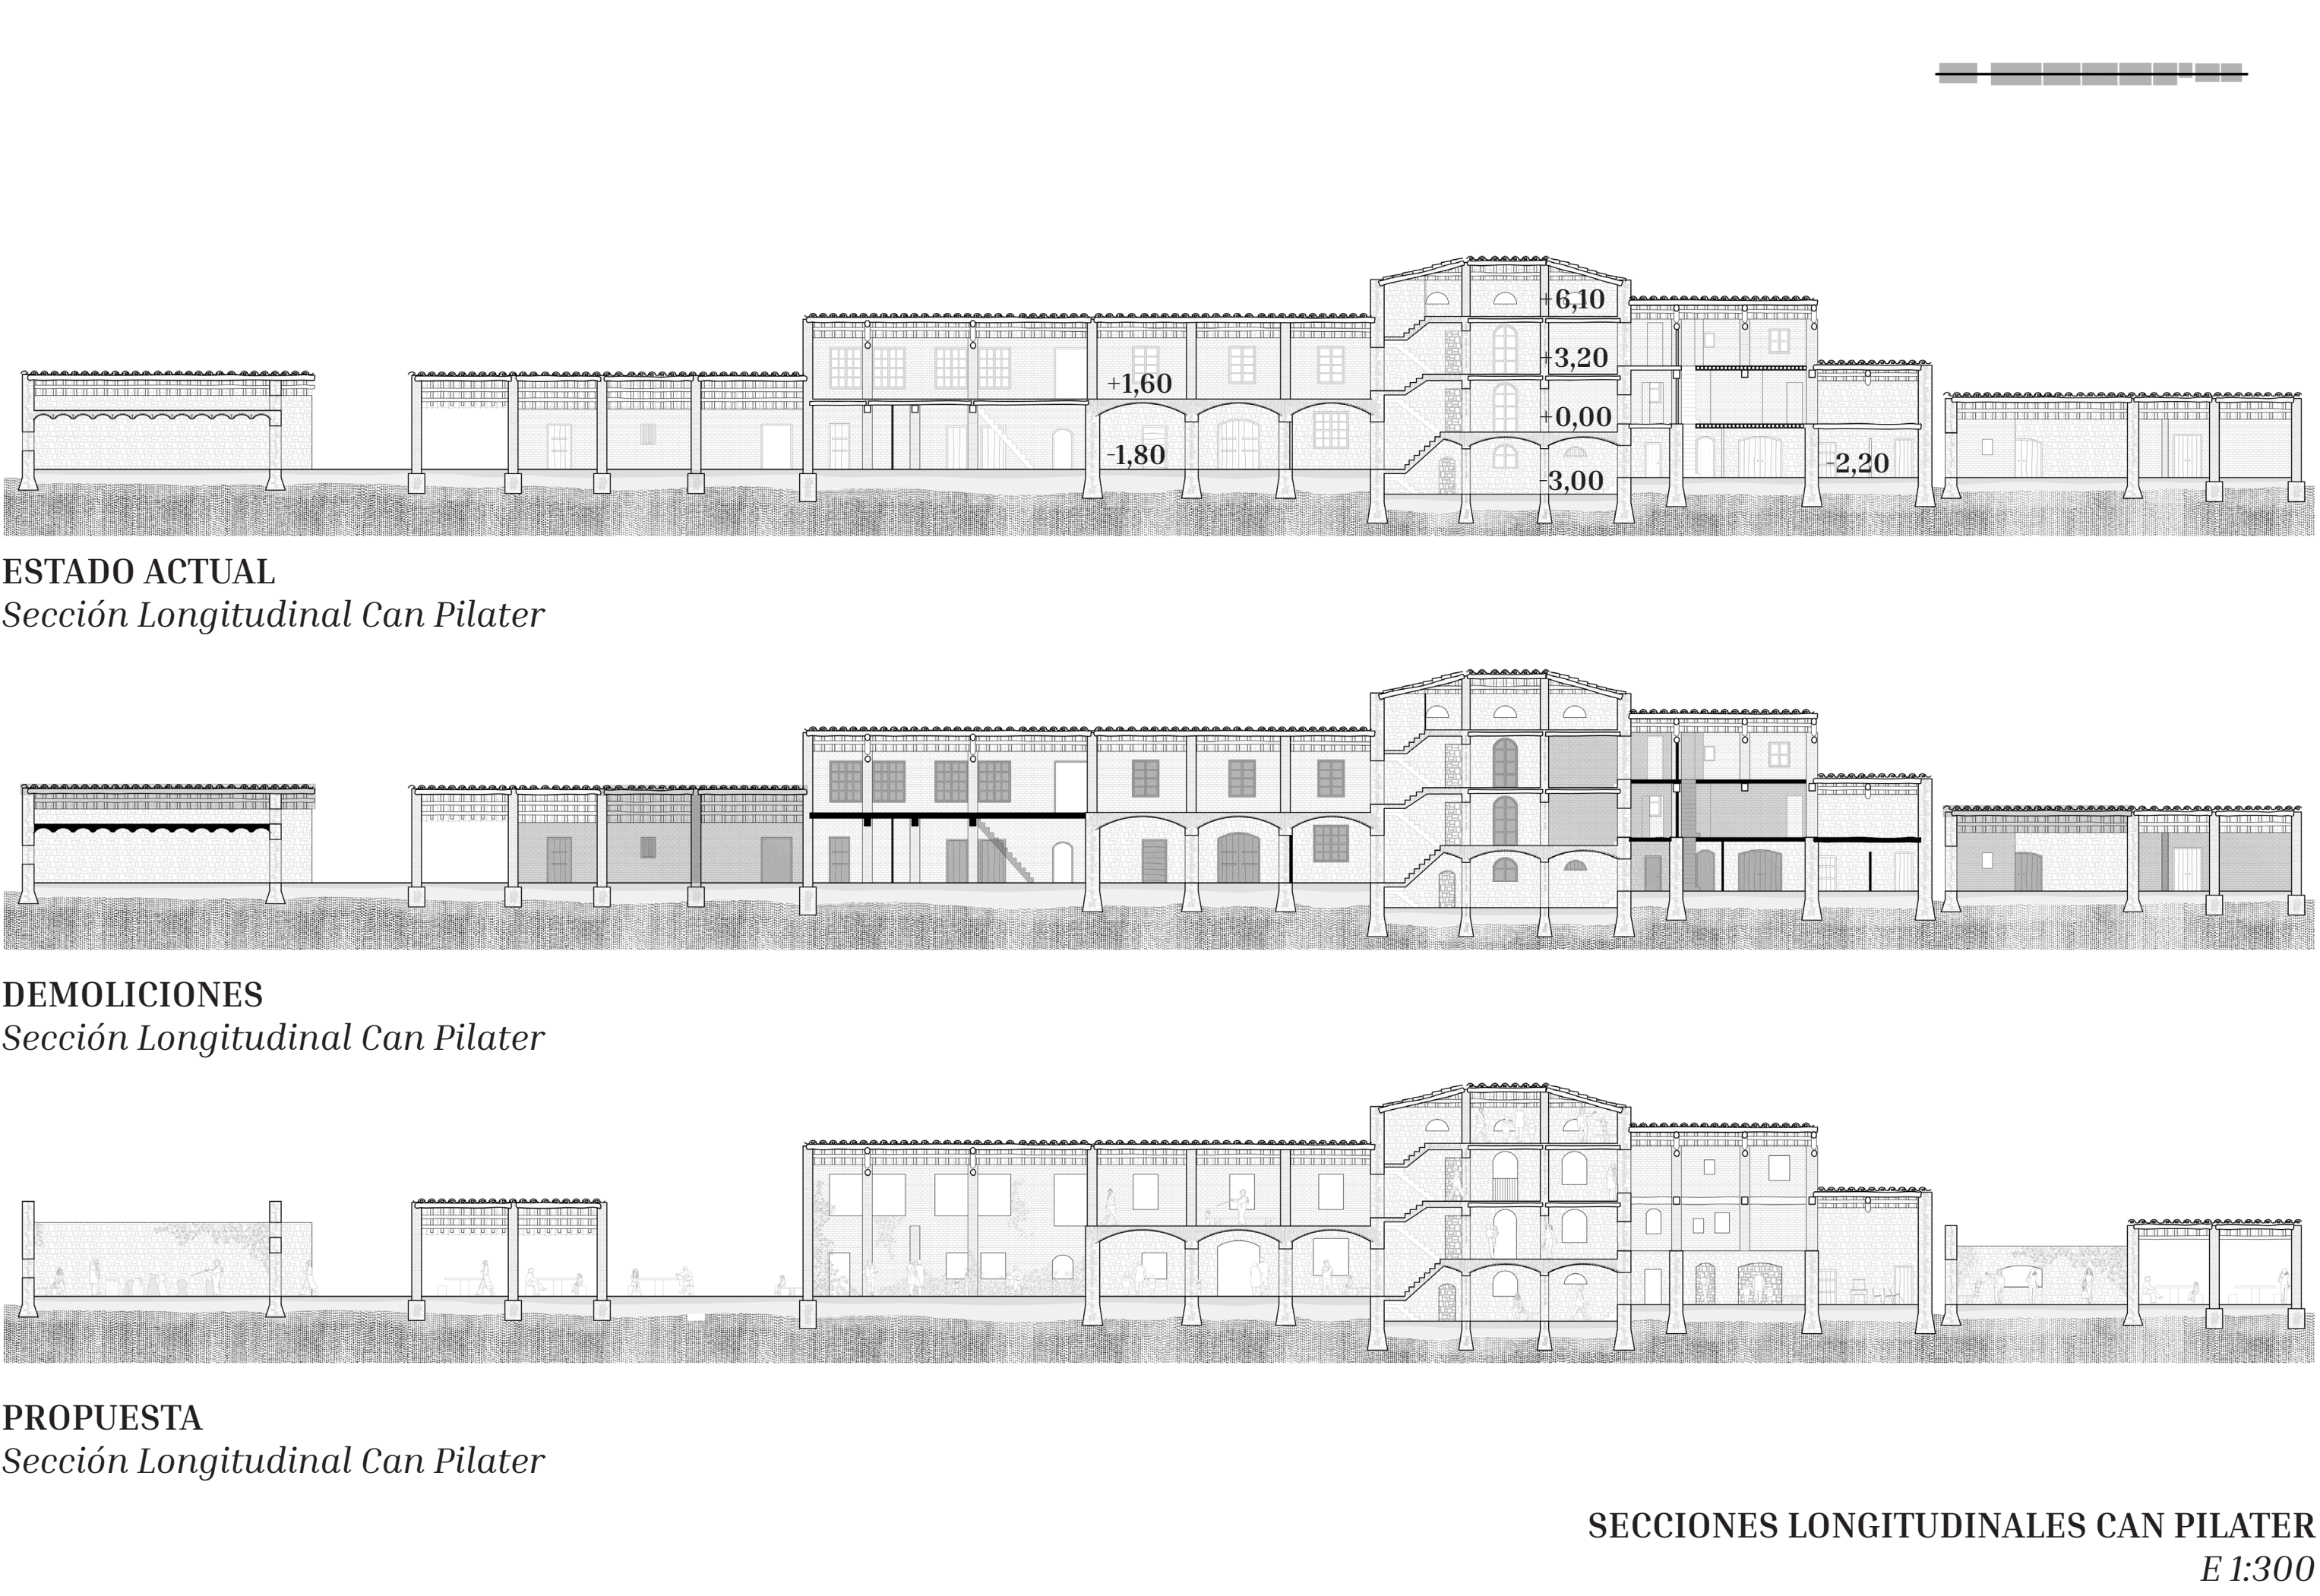 +6,10
+3,20
+1,60
+0,00
-1,80
-2,20
-3,00
ESTADO ACTUAL
Sección Longitudinal Can Pilater
DEMOLICIONES
Sección Longitudinal Can Pilater
PROPUESTA
Sección Longitudinal Can Pilater
SECCIONES LONGITUDINALES CAN PILATER
E 1:300